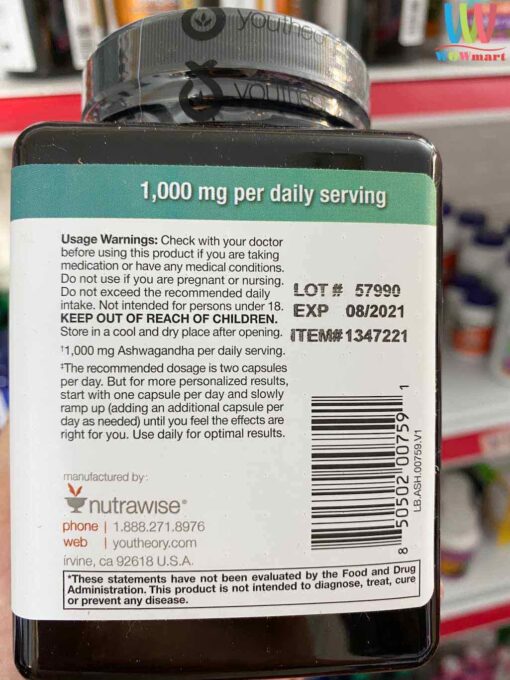 youtheo
youtheo
WOWmart
1,000 mg per daily serving
Usage Warnings: Check with your doctor
before using this product if you are taking
medication or have any medical conditions.
Do not use if you are pregnant or nursing.
Do not exceed the recommended daily
intake. Not intended for persons under 18.
KEEP OUT OF REACH OF CHILDREN.
Store in a cool and dry place after opening.
†1,000 mg Ashwagandha per daily serving.
‡The recommended dosage is two capsules
per day. But for more personalized results,
start with one capsule per day and slowly
ramp up (adding an additional capsule per
day as needed) until you feel the effects are
right for you. Use daily for optimal results.
LOT # 57990
EXP 08/2021
ITEM# 1347221
manufactured by:
nutrawise®
phone | 1.888.271.8976
web | youtheory.com
irvine, ca 92618 U.S.A.
8 50502 00759 1
LB.ASH.00759.V1
*These statements have not been evaluated by the Food and Drug
Administration. This product is not intended to diagnose, treat, cure
or prevent any disease.